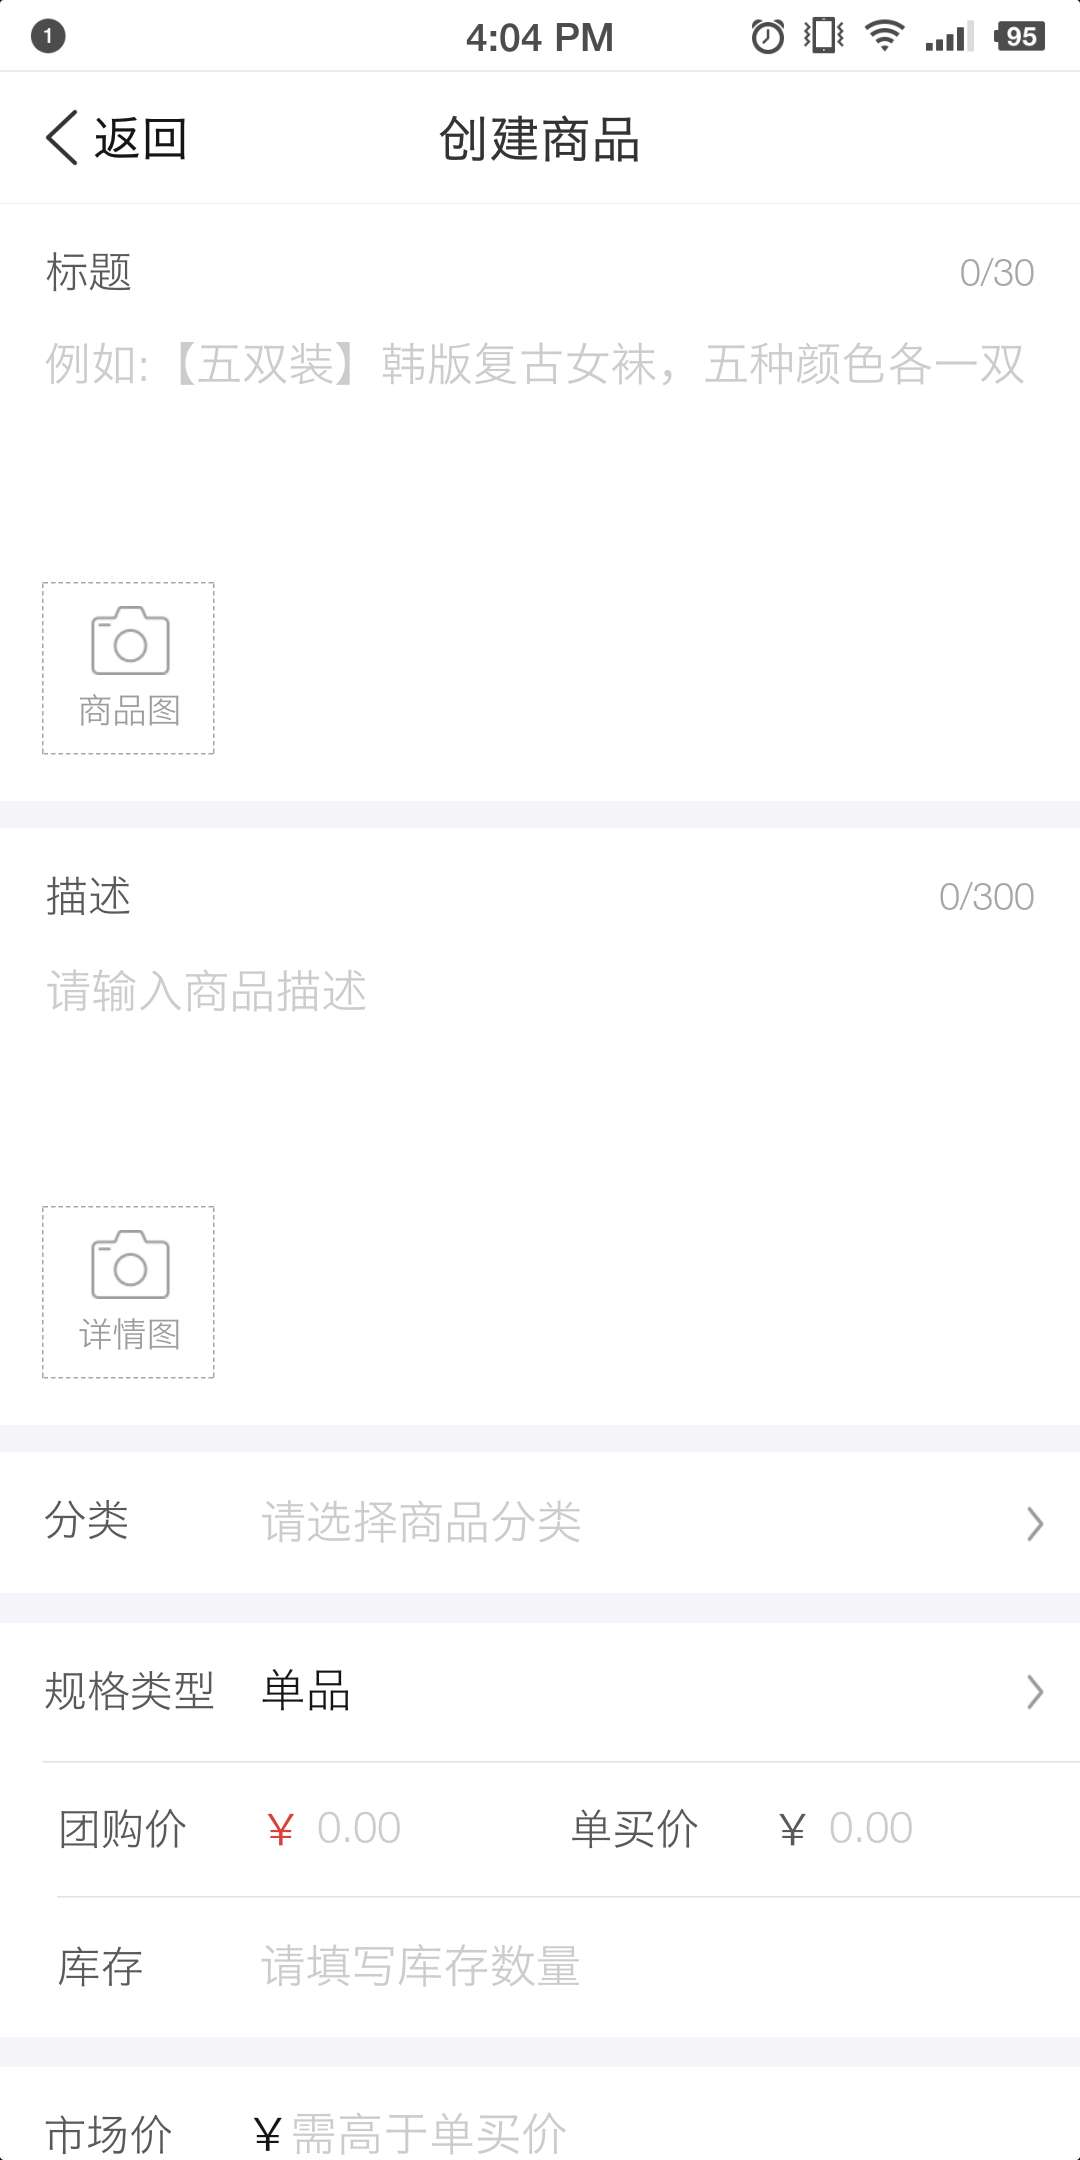 1 4:04 PM 95
返回 创建商品
标题 0/30
例如:【五双装】韩版复古女袜，五种颜色各一双
商品图
描述 0/300
请输入商品描述
详情图
分类 请选择商品分类
规格类型 单品
团购价 ¥ 0.00 单买价 ¥ 0.00
库存 请填写库存数量
市场价 ¥ 需高于单买价